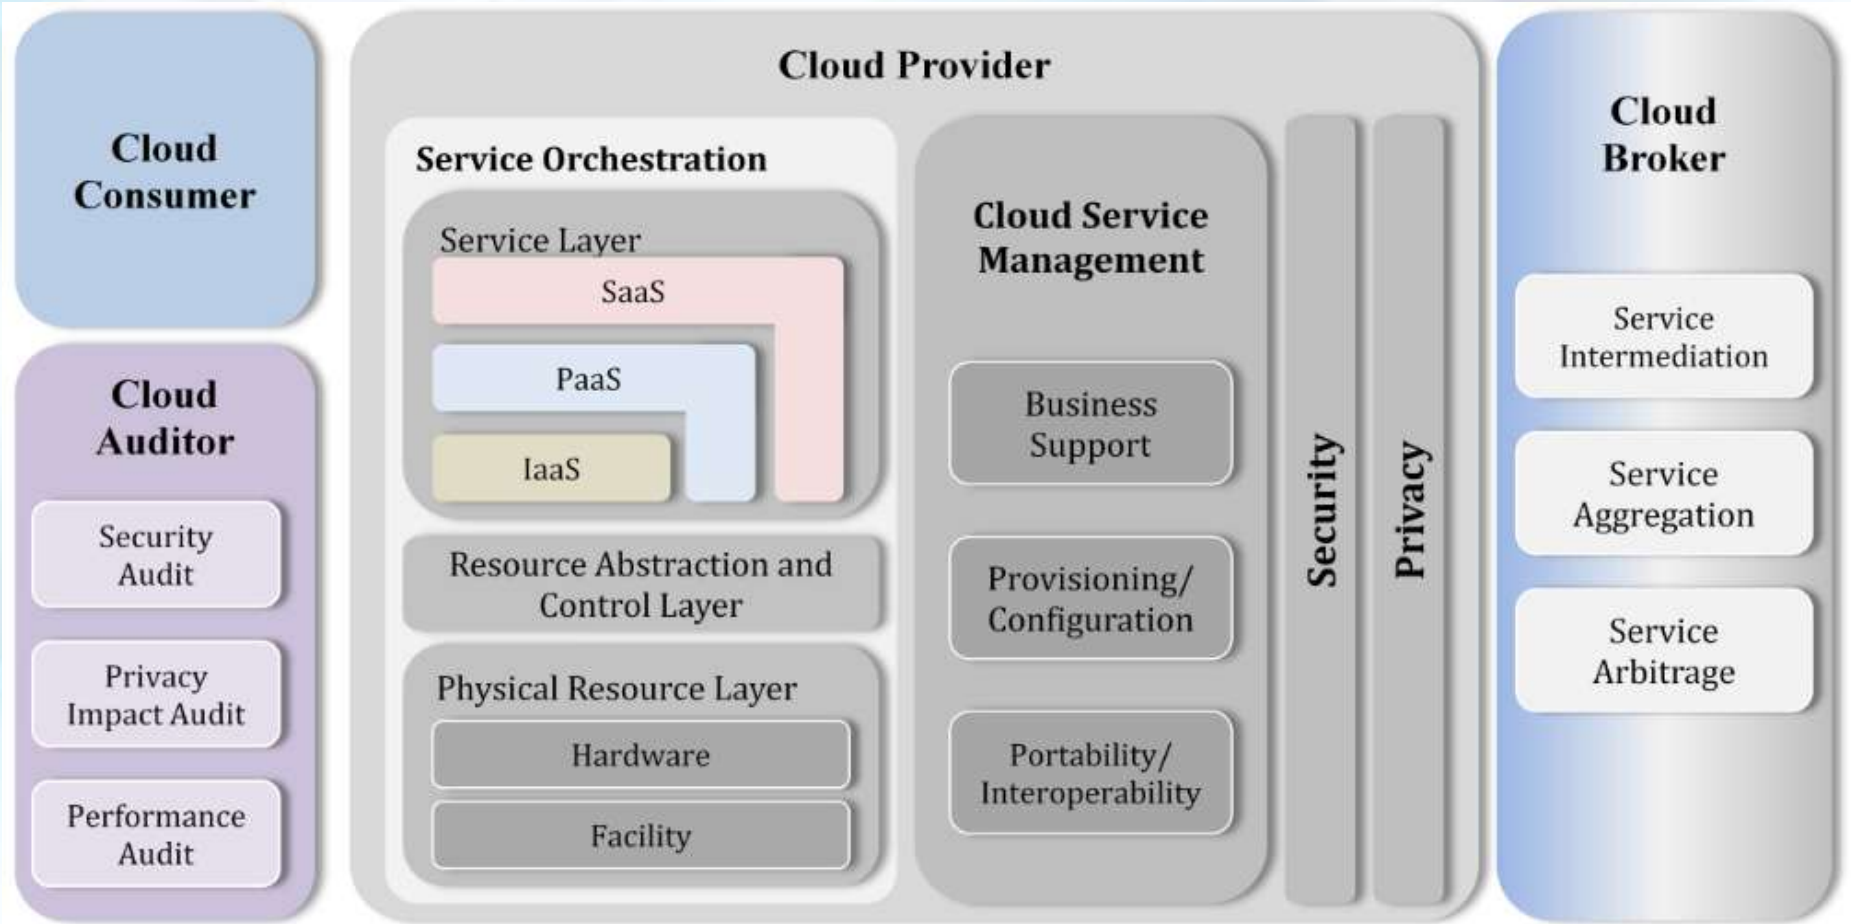 Cloud
Consumer
Cloud
Auditor
Security
Audit
Privacy
Impact Audit
Performance
Audit
Cloud Provider
Service Orchestration
Service Layer
SaaS
PaaS
IaaS
Resource Abstraction and
Control Layer
Physical Resource Layer
Hardware
Facility
Cloud Service
Management
Business
Support
Provisioning/
Configuration
Portability/
Interoperability
Security
Privacy
Cloud
Broker
Service
Intermediation
Service
Aggregation
Service
Arbitrage